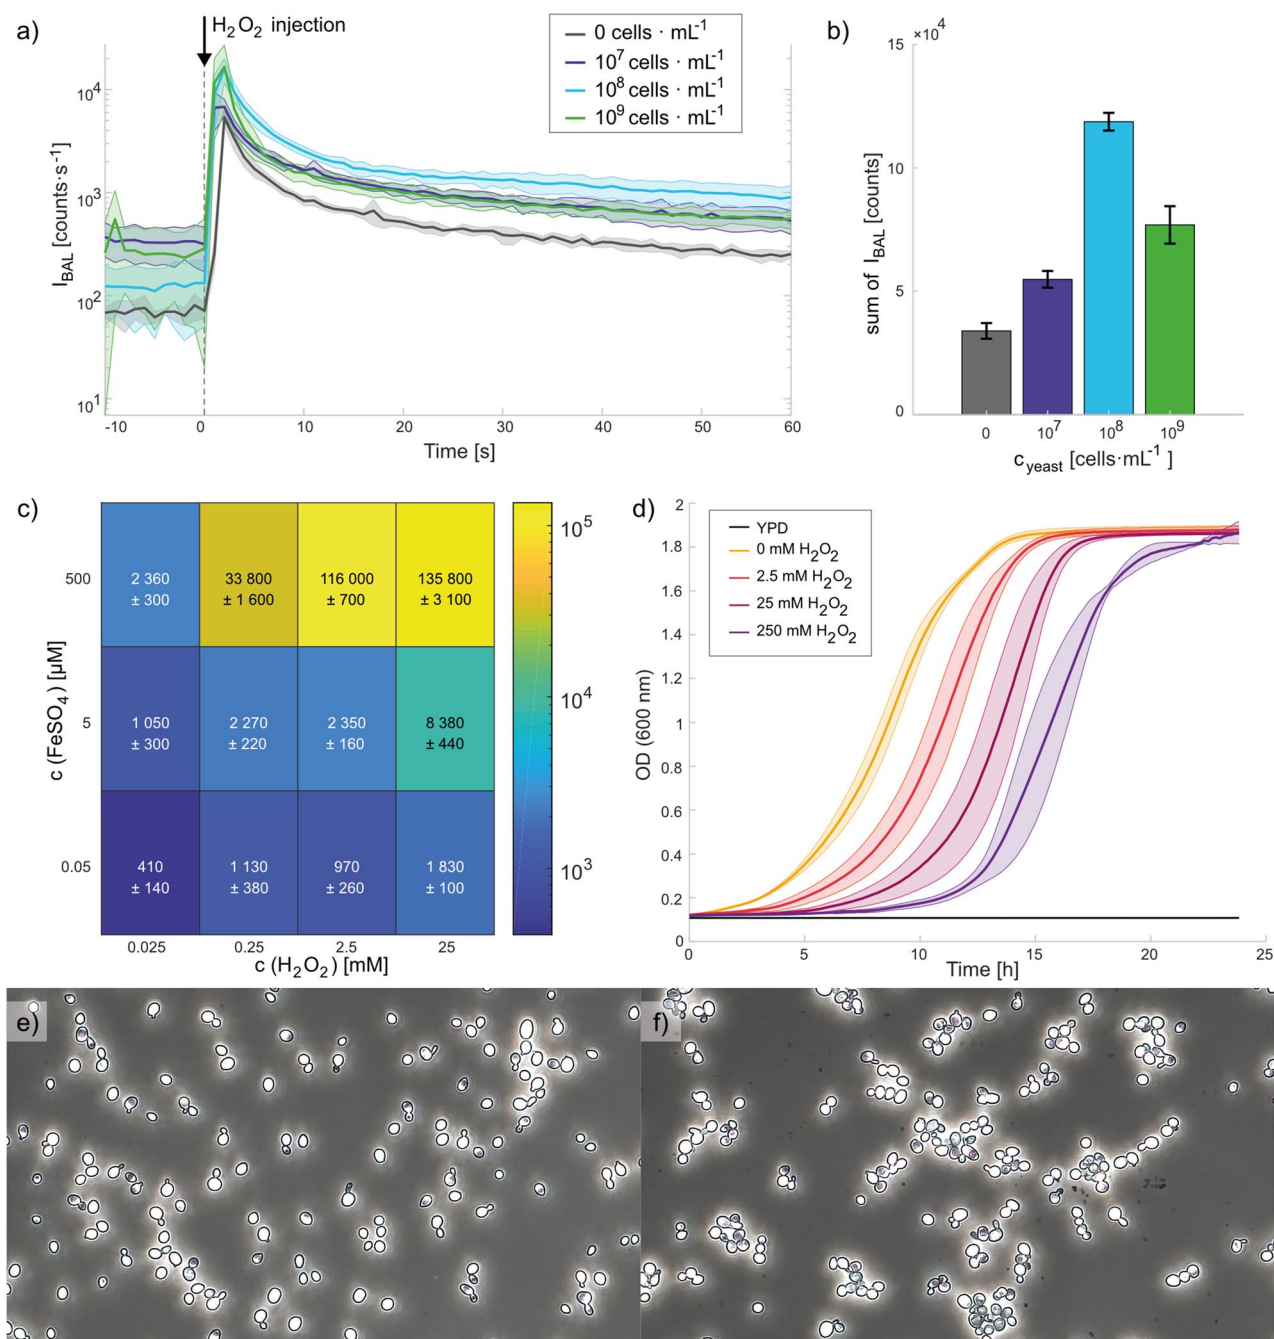 a)
H₂O₂ injection
0 cells · mL⁻¹
10⁷ cells · mL⁻¹
10⁸ cells · mL⁻¹
10⁹ cells · mL⁻¹
I_BAL [counts·s⁻¹]
10⁴
10³
10²
10¹
-10
0
10
20
30
40
50
60
Time [s]
b)
×10⁴
15
10
5
0
sum of I_BAL [counts]
0
10⁷
10⁸
10⁹
c_yeast [cells·mL⁻¹ ]
c)
c (FeSO₄) [µM]
500
5
0.05
2 360
± 300
33 800
± 1 600
116 000
± 700
135 800
± 3 100
1 050
± 300
2 270
± 220
2 350
± 160
8 380
± 440
410
± 140
1 130
± 380
970
± 260
1 830
± 100
0.025
0.25
2.5
25
c (H₂O₂) [mM]
10⁵
10⁴
10³
d)
YPD
0 mM H₂O₂
2.5 mM H₂O₂
25 mM H₂O₂
250 mM H₂O₂
OD (600 nm)
2
1.8
1.6
1.4
1.2
1
0.8
0.6
0.4
0.2
0
0
5
10
15
20
25
Time [h]
e)
f)